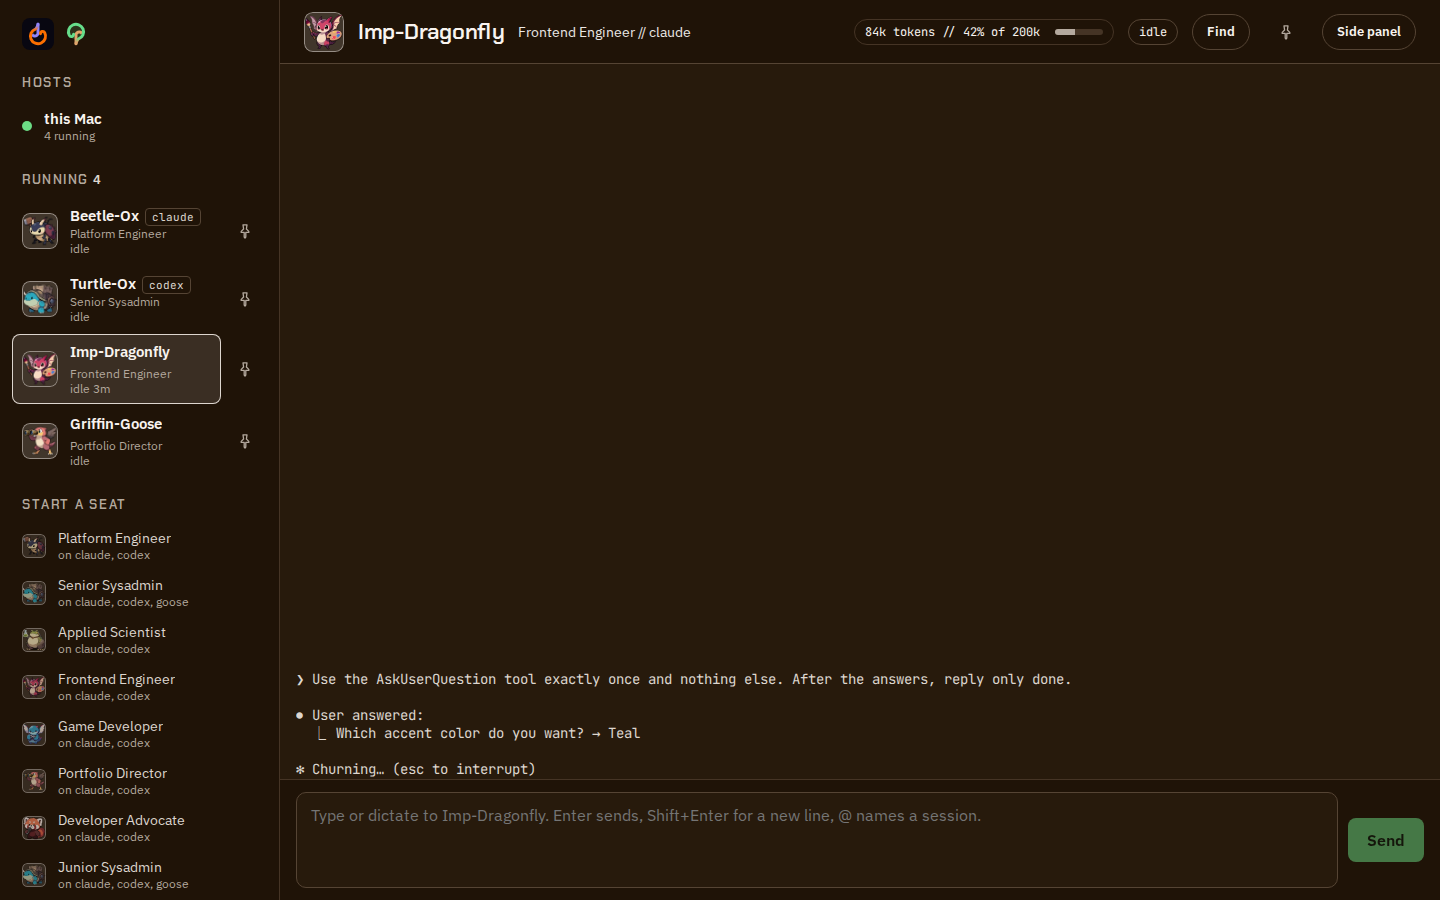 HOSTS
this Mac
4 running
RUNNING 4
Beetle-Ox claude
Platform Engineer
idle
Turtle-Ox codex
Senior Sysadmin
idle
Imp-Dragonfly
Frontend Engineer
idle 3m
Griffin-Goose
Portfolio Director
idle
START A SEAT
Platform Engineer
on claude, codex
Senior Sysadmin
on claude, codex, goose
Applied Scientist
on claude, codex
Frontend Engineer
on claude, codex
Game Developer
on claude, codex
Portfolio Director
on claude, codex
Developer Advocate
on claude, codex
Junior Sysadmin
on claude, codex, goose
Imp-Dragonfly Frontend Engineer // claude 84k tokens // 42% of 200k idle Find Side panel
❯ Use the AskUserQuestion tool exactly once and nothing else. After the answers, reply only done.
● User answered:
⎿ Which accent color do you want? → Teal
✻ Churning… (esc to interrupt)
Type or dictate to Imp-Dragonfly. Enter sends, Shift+Enter for a new line, @ names a session.
Send